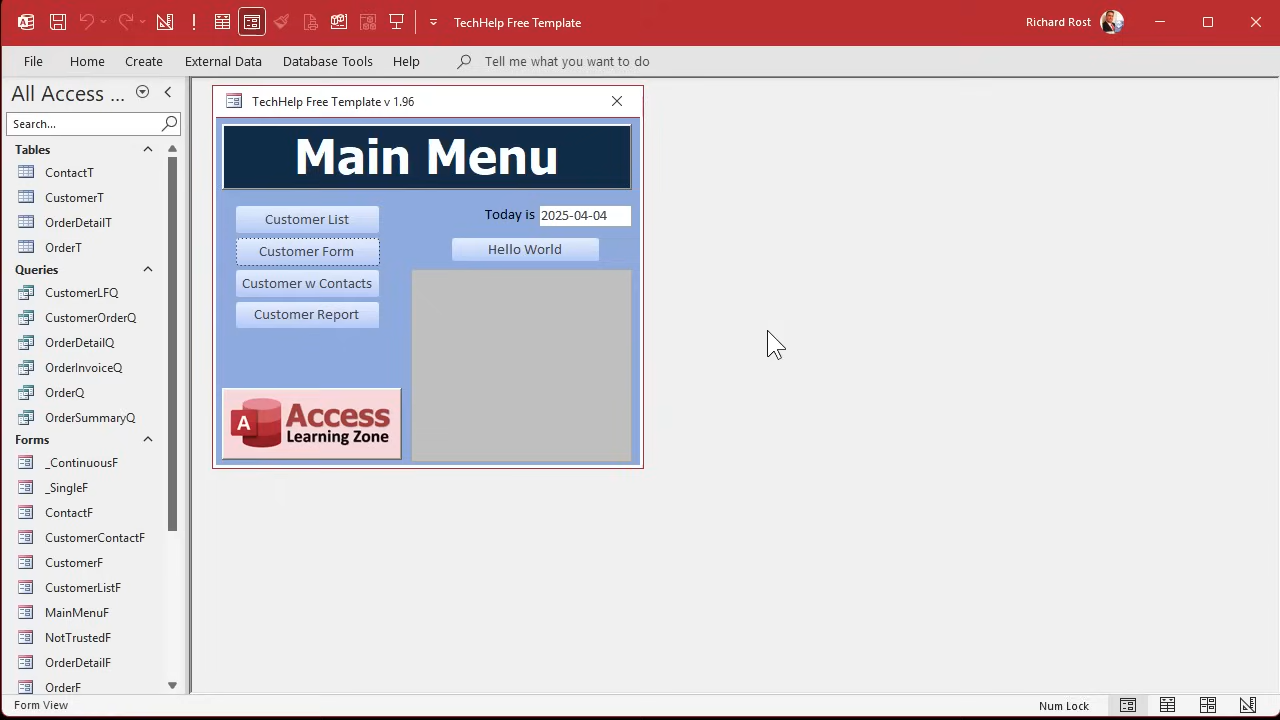 TechHelp Free Template
Richard Rost
File Home Create External Data Database Tools Help Tell me what you want to do
All Access ...
Search...
Tables
ContactT
CustomerT
OrderDetailT
OrderT
Queries
CustomerLFQ
CustomerOrderQ
OrderDetailQ
OrderInvoiceQ
OrderQ
OrderSummaryQ
Forms
_ContinuousF
_SingleF
ContactF
CustomerContactF
CustomerF
CustomerListF
MainMenuF
NotTrustedF
OrderDetailF
OrderF
TechHelp Free Template v 1.96
Main Menu
Customer List
Customer Form
Customer w Contacts
Customer Report
Today is 2025-04-04
Hello World
A Access
Learning Zone
Form View
Num Lock